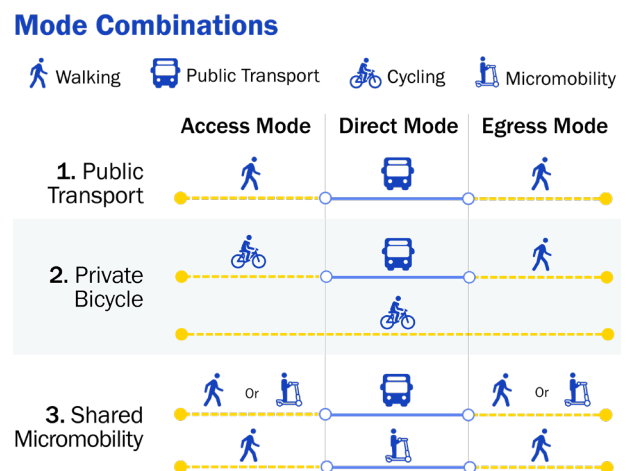 Mode Combinations
Walking Public Transport Cycling Micromobility
Access Mode Direct Mode Egress Mode
1. Public
Transport
2. Private
Bicycle
Or Or
3. Shared
Micromobility